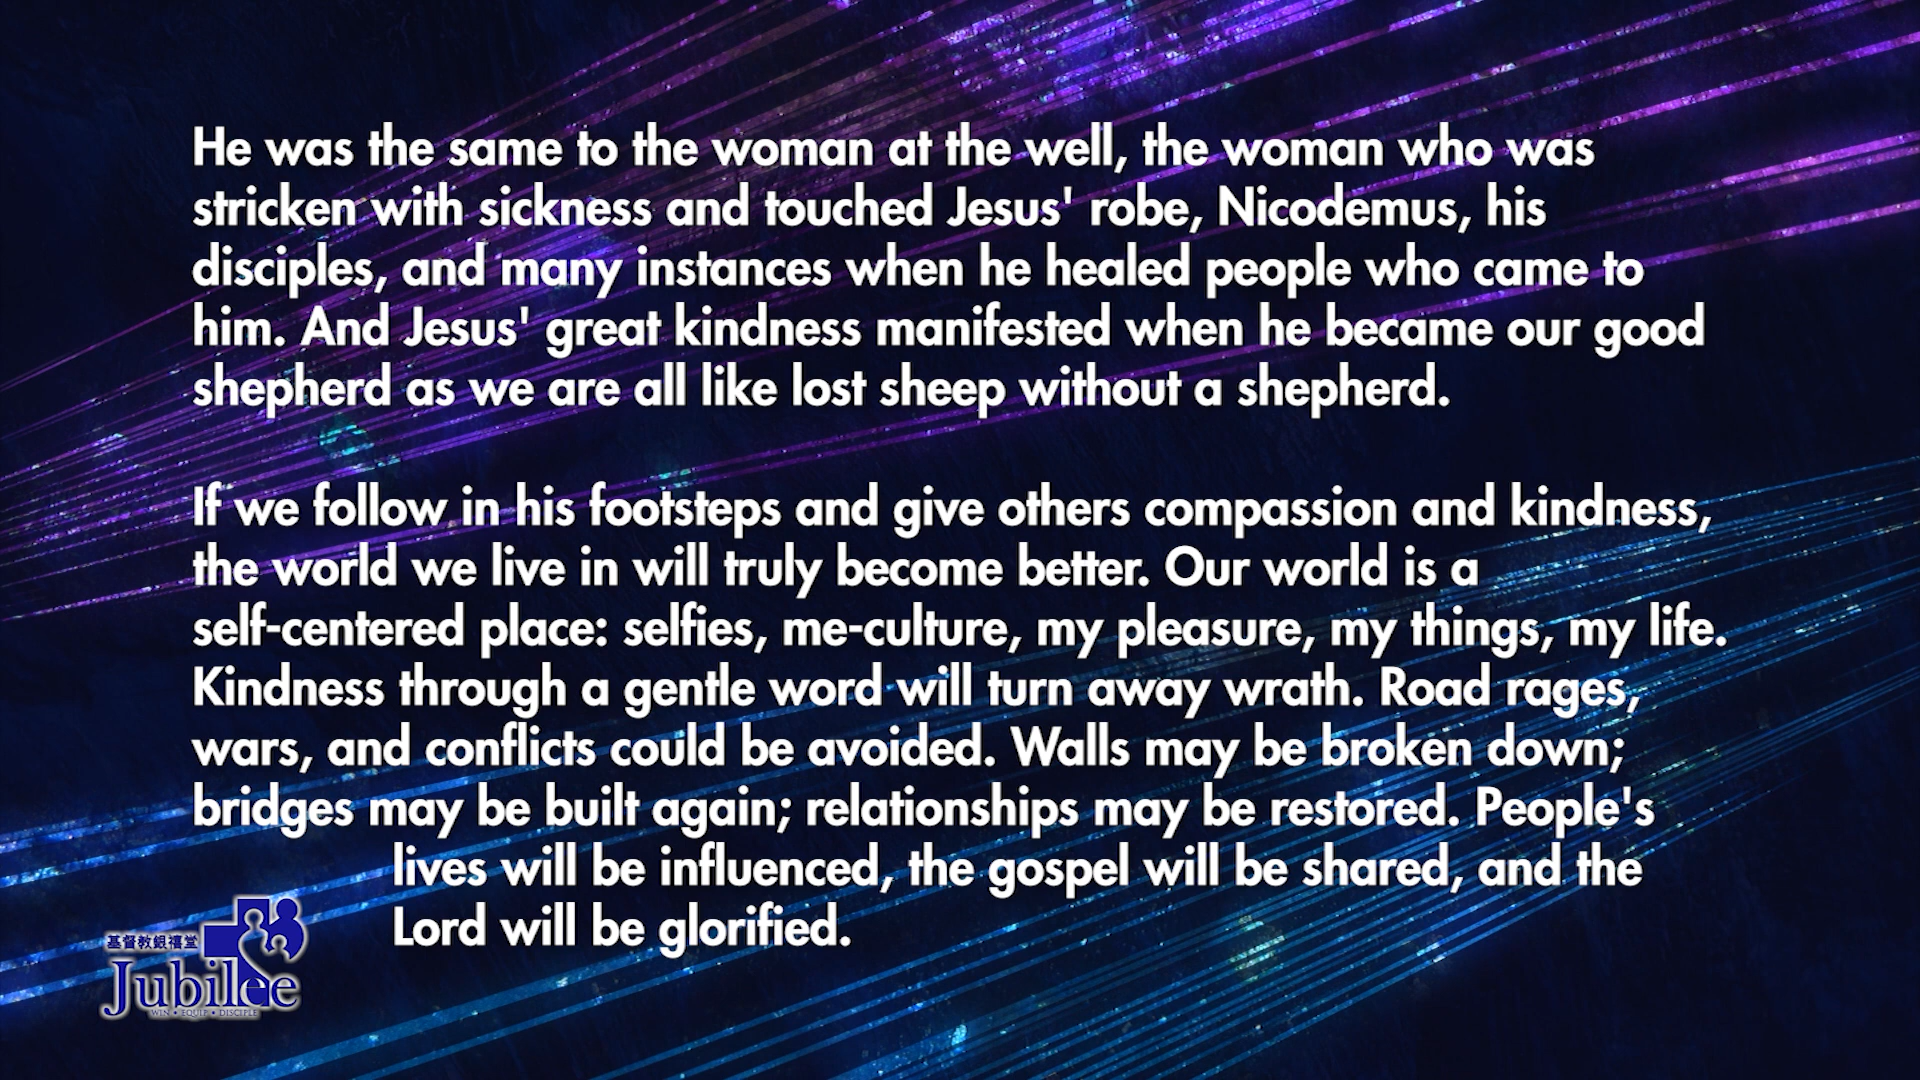 He was the same to the woman at the well, the woman who was
stricken with sickness and touched Jesus' robe, Nicodemus, his
disciples, and many instances when he healed people who came to
him. And Jesus' great kindness manifested when he became our good
shepherd as we are all like lost sheep without a shepherd.
If we follow in his footsteps and give others compassion and kindness,
the world we live in will truly become better. Our world is a
self-centered place: selfies, me-culture, my pleasure, my things, my life.
Kindness through a gentle word will turn away wrath. Road rages,
wars, and conflicts could be avoided. Walls may be broken down;
bridges may be built again; relationships may be restored. People's
lives will be influenced, the gospel will be shared, and the
Lord will be glorified.
基督教銀禧堂
Jubilee
WIN • EQUIP • DISCIPLE